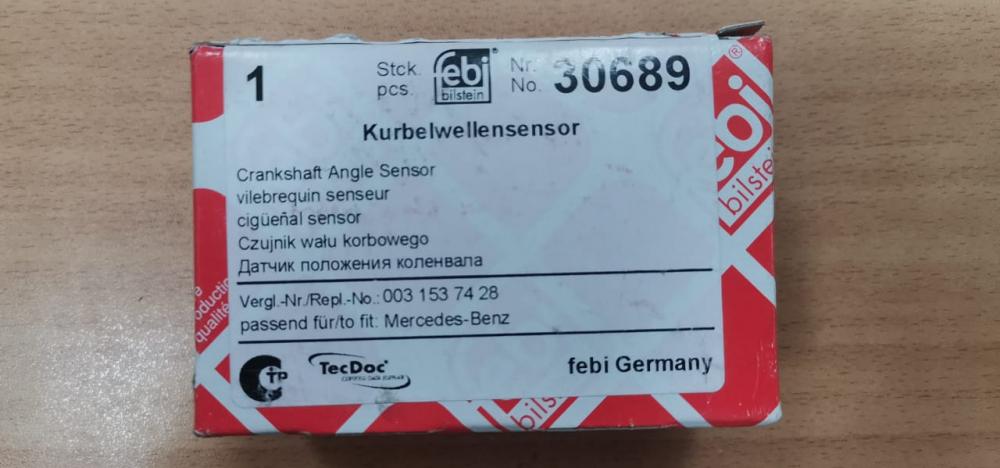 1 Stck. pcs. febi bilstein Nr. No. 30689
Kurbelwellensensor
Crankshaft Angle Sensor
vilebrequin senseur
cigüeñal sensor
Czujnik wału korbowego
Датчик положения коленвала
Vergl.-Nr./Repl.-No.: 003 153 74 28
passend für/to fit: Mercedes-Benz
TecDoc®
febi Germany
qualité